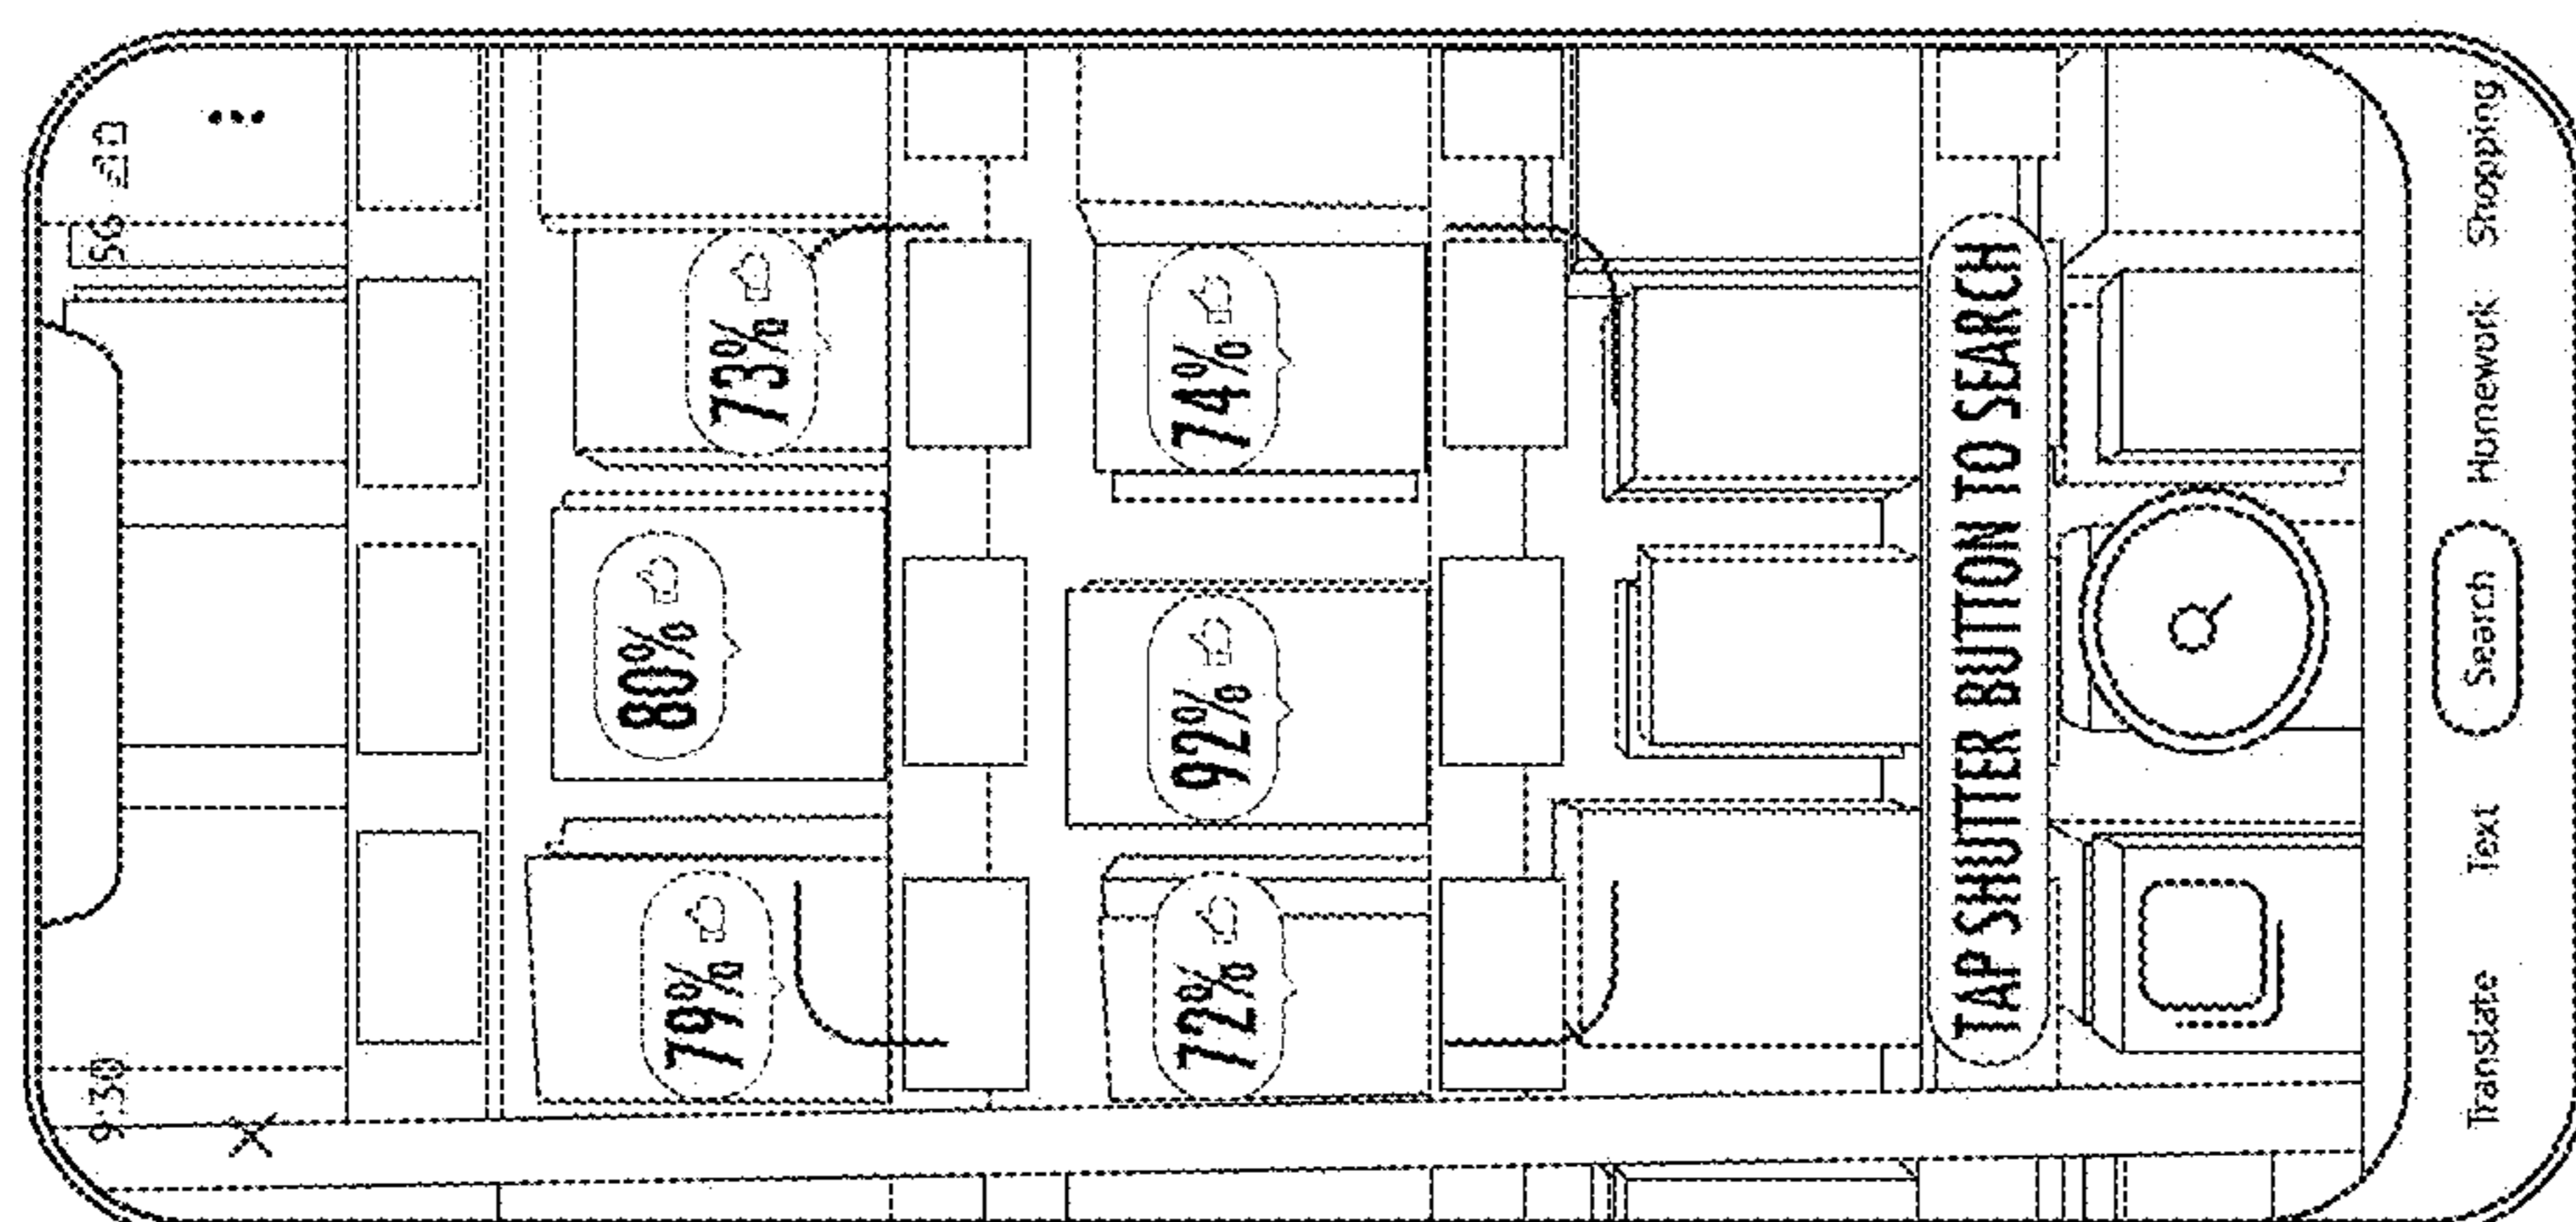 9:30 5G
79% 80% 73%
72% 92% 74%
TAP SHUTTER BUTTON TO SEARCH
Translate Text Search Homework Shopping